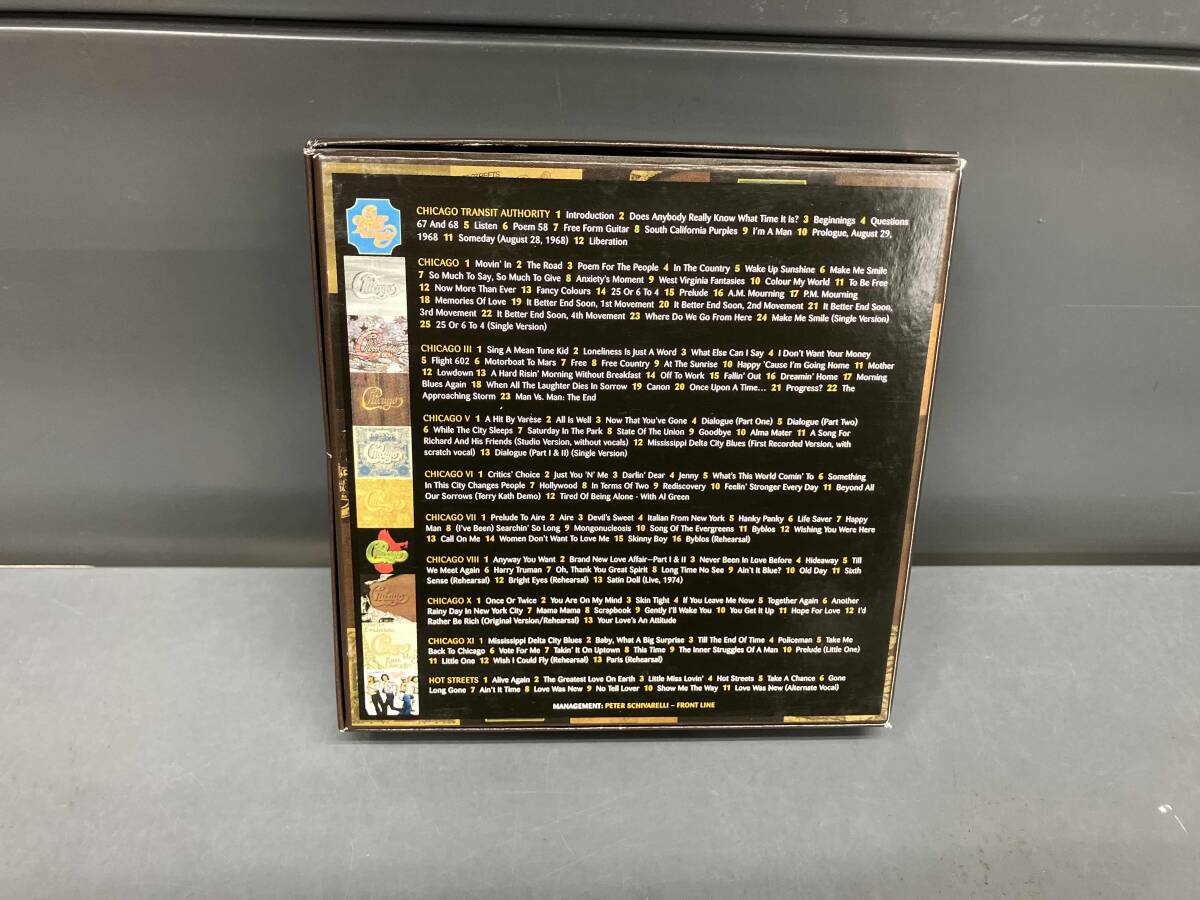 STREETS
CHICAGO TRANSIT AUTHORITY 1 Introduction 2 Does Anybody Really Know What Time It Is? 3 Beginnings 4 Questions
67 And 68 5 Listen 6 Poem 58 7 Free Form Guitar 8 South California Purples 9 I'm A Man 10 Prologue, August 29,
1968 11 Someday (August 28, 1968) 12 Liberation
CHICAGO 1 Movin' In 2 The Road 3 Poem For The People 4 In The Country 5 Wake Up Sunshine 6 Make Me Smile
7 So Much To Say, So Much To Give 8 Anxiety's Moment 9 West Virginia Fantasies 10 Colour My World 11 To Be Free
12 Now More Than Ever 13 Fancy Colours 14 25 Or 6 To 4 15 Prelude 16 A.M. Mourning 17 P.M. Mourning
18 Memories Of Love 19 It Better End Soon, 1st Movement 20 It Better End Soon, 2nd Movement 21 It Better End Soon,
3rd Movement 22 It Better End Soon, 4th Movement 23 Where Do We Go From Here 24 Make Me Smile (Single Version)
25 25 Or 6 To 4 (Single Version)
CHICAGO III 1 Sing A Mean Tune Kid 2 Loneliness Is Just A Word 3 What Else Can I Say 4 I Don't Want Your Money
5 Flight 602 6 Motorboat To Mars 7 Free 8 Free Country 9 At The Sunrise 10 Happy 'Cause I'm Going Home 11 Mother
12 Lowdown 13 A Hard Risin' Morning Without Breakfast 14 Off To Work 15 Fallin' Out 16 Dreamin' Home 17 Morning
Blues Again 18 When All The Laughter Dies In Sorrow 19 Canon 20 Once Upon A Time... 21 Progress? 22 The
Approaching Storm 23 Man Vs. Man: The End
CHICAGO V 1 A Hit By Varèse 2 All Is Well 3 Now That You've Gone 4 Dialogue (Part One) 5 Dialogue (Part Two)
6 While The City Sleeps 7 Saturday In The Park 8 State Of The Union 9 Goodbye 10 Alma Mater 11 A Song For
Richard And His Friends (Studio Version, without vocals) 12 Mississippi Delta City Blues (First Recorded Version, with
scratch vocal) 13 Dialogue (Part I & II) (Single Version)
CHICAGO VI 1 Critics' Choice 2 Just You 'N' Me 3 Darlin' Dear 4 Jenny 5 What's This World Comin' To 6 Something
In This City Changes People 7 Hollywood 8 In Terms Of Two 9 Rediscovery 10 Feelin' Stronger Every Day 11 Beyond All
Our Sorrows (Terry Kath Demo) 12 Tired Of Being Alone - With Al Green
CHICAGO VII 1 Prelude To Aire 2 Aire 3 Devil's Sweet 4 Italian From New York 5 Hanky Panky 6 Life Saver 7 Happy
Man 8 (I've Been) Searchin' So Long 9 Mongonucleosis 10 Song Of The Evergreens 11 Byblos 12 Wishing You Were Here
13 Call On Me 14 Women Don't Want To Love Me 15 Skinny Boy 16 Byblos (Rehearsal)
CHICAGO VIII 1 Anyway You Want 2 Brand New Love Affair—Part I & II 3 Never Been In Love Before 4 Hideaway 5 Till
We Meet Again 6 Harry Truman 7 Oh, Thank You Great Spirit 8 Long Time No See 9 Ain't It Blue? 10 Old Day 11 Sixth
Sense (Rehearsal) 12 Bright Eyes (Rehearsal) 13 Satin Doll (Live, 1974)
CHICAGO X 1 Once Or Twice 2 You Are On My Mind 3 Skin Tight 4 If You Leave Me Now 5 Together Again 6 Another
Rainy Day In New York City 7 Mama Mama 8 Scrapbook 9 Gently I'll Wake You 10 You Get It Up 11 Hope For Love 12 I'd
Rather Be Rich (Original Version/Rehearsal) 13 Your Love's An Attitude
CHICAGO XI 1 Mississippi Delta City Blues 2 Baby, What A Big Surprise 3 Till The End Of Time 4 Policeman 5 Take Me
Back To Chicago 6 Vote For Me 7 Takin' It On Uptown 8 This Time 9 The Inner Struggles Of A Man 10 Prelude (Little One)
11 Little One 12 Wish I Could Fly (Rehearsal) 13 Paris (Rehearsal)
HOT STREETS 1 Alive Again 2 The Greatest Love On Earth 3 Little Miss Lovin' 4 Hot Streets 5 Take A Chance 6 Gone
Long Gone 7 Ain't It Time 8 Love Was New 9 No Tell Lover 10 Show Me The Way 11 Love Was New (Alternate Vocal)
MANAGEMENT: PETER SCHIVARELLI – FRONT LINE
Chicago
Chicago
Chicago
Chicago
Chicago
Chicago
Chicago